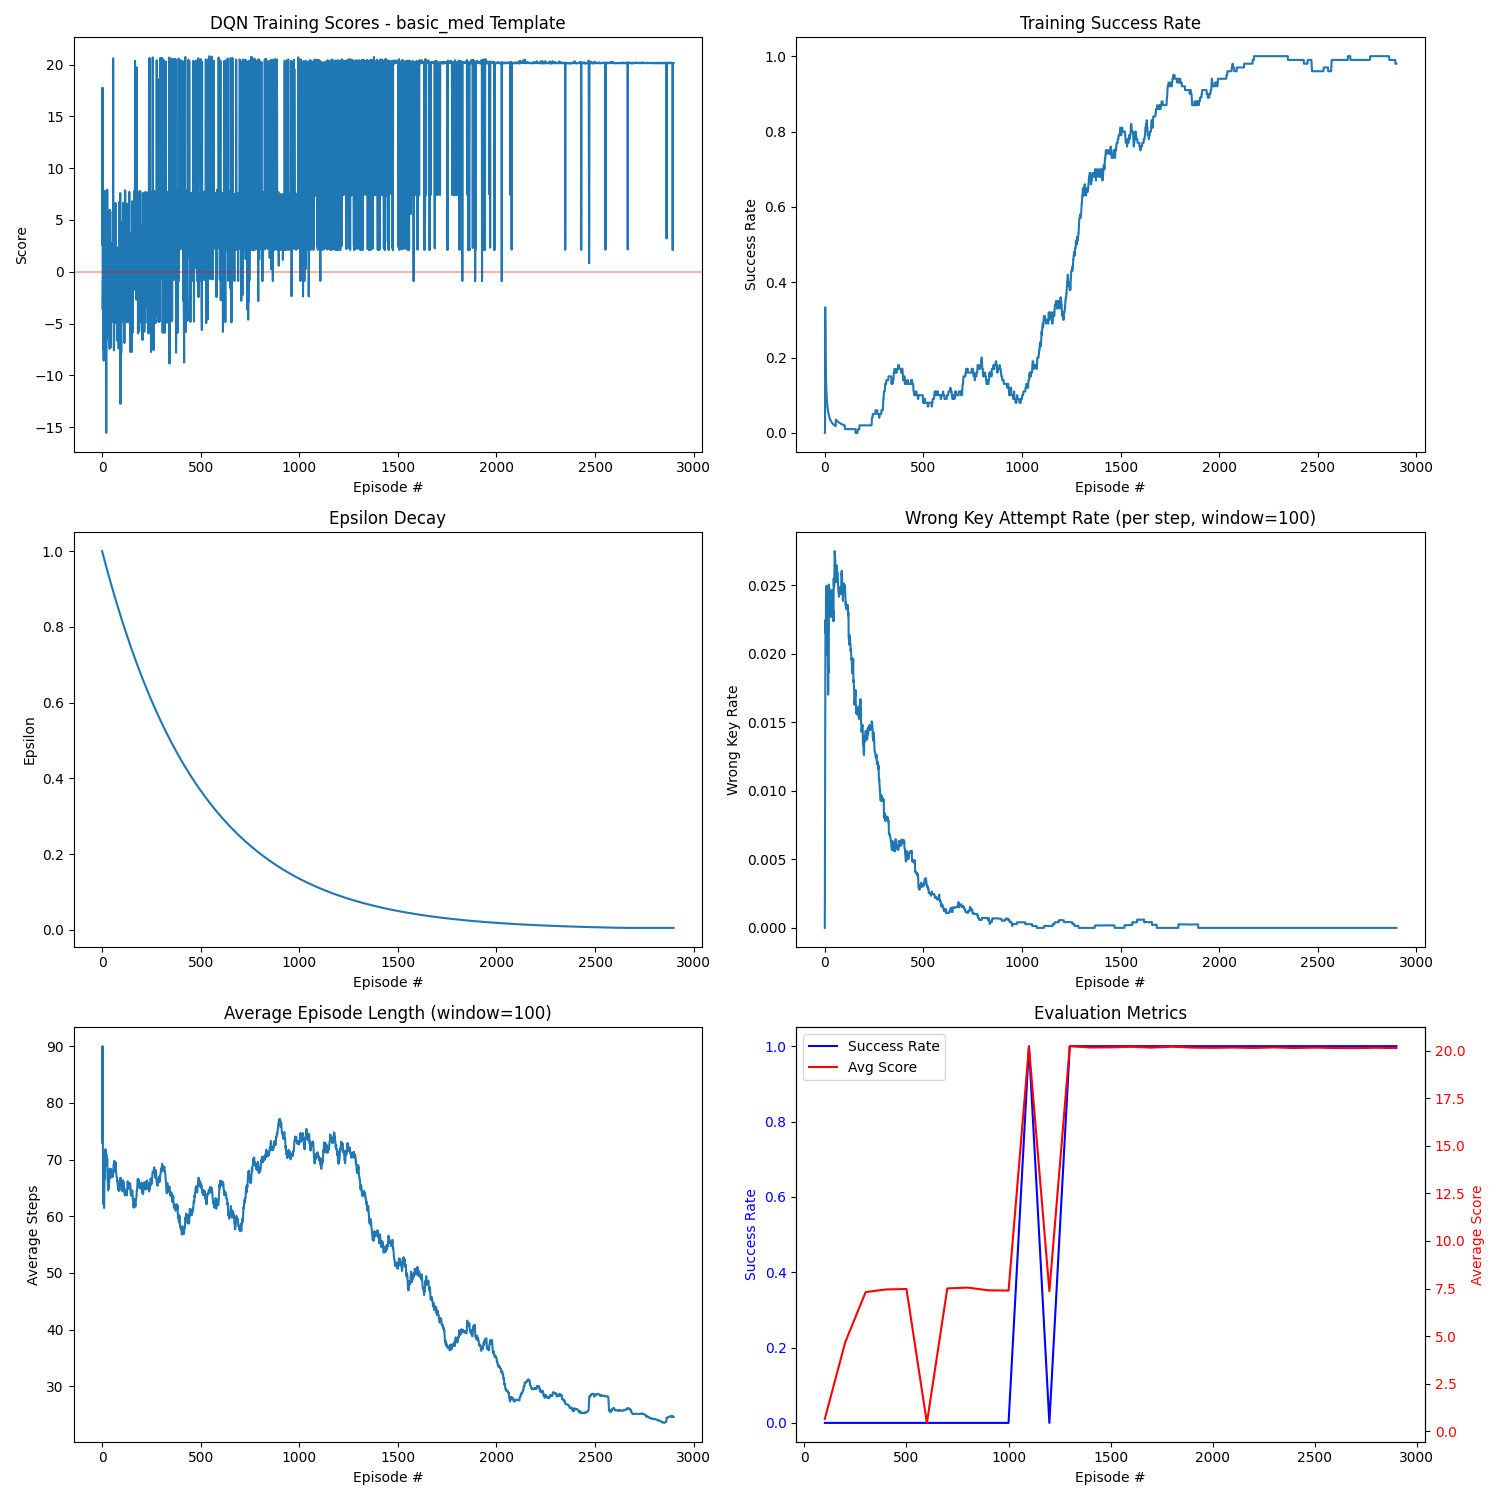 DQN Training Scores - basic_med Template
20
15
10
5
0
−5
−10
−15
Score
0 500 1000 1500 2000 2500 3000
Episode #
Training Success Rate
1.0
0.8
0.6
0.4
0.2
0.0
Success Rate
0 500 1000 1500 2000 2500 3000
Episode #
Epsilon Decay
1.0
0.8
0.6
0.4
0.2
0.0
Epsilon
0 500 1000 1500 2000 2500 3000
Episode #
Wrong Key Attempt Rate (per step, window=100)
0.025
0.020
0.015
0.010
0.005
0.000
Wrong Key Rate
0 500 1000 1500 2000 2500 3000
Episode #
Average Episode Length (window=100)
90
80
70
60
50
40
30
Average Steps
0 500 1000 1500 2000 2500 3000
Episode #
Evaluation Metrics
Success Rate
Avg Score
1.0
0.8
0.6
0.4
0.2
0.0
Success Rate
20.0
17.5
15.0
12.5
10.0
7.5
5.0
2.5
0.0
Average Score
0 500 1000 1500 2000 2500 3000
Episode #